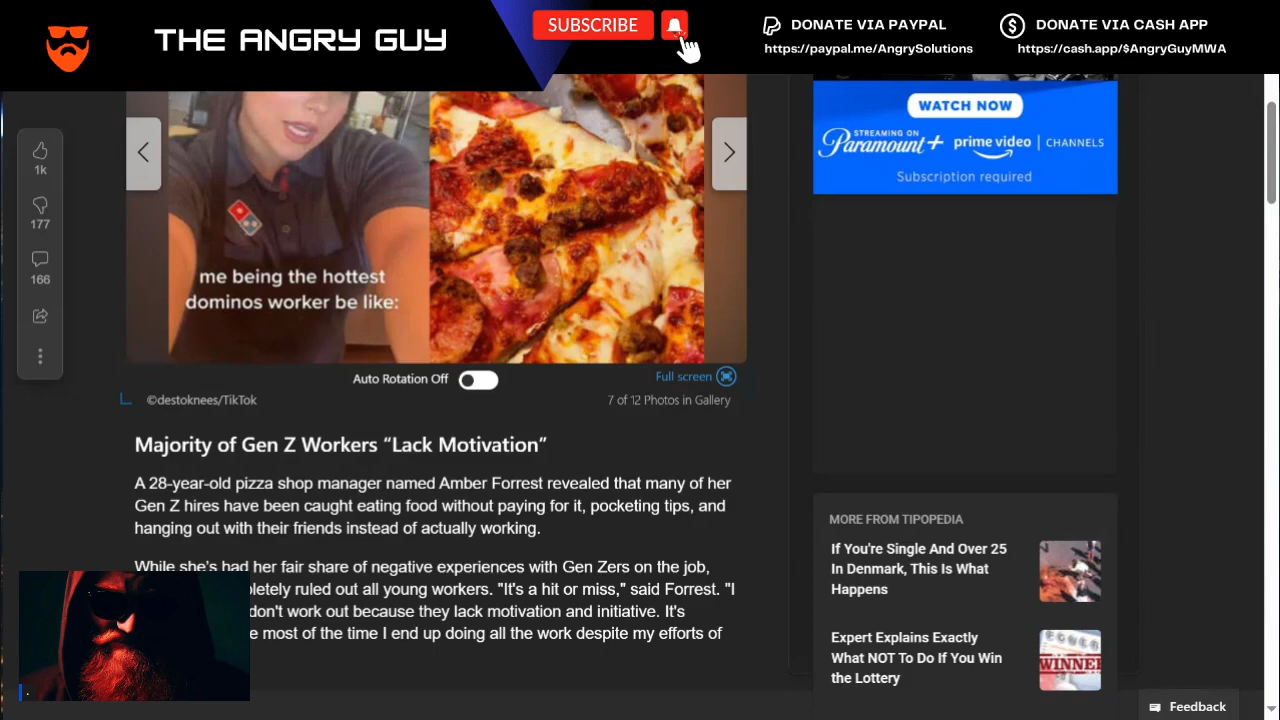 THE ANGRY GUY
SUBSCRIBE
DONATE VIA PAYPAL
https://paypal.me/AngrySolutions
DONATE VIA CASH APP
https://cash.app/$AngryGuyMWA
1k
177
166
me being the hottest
dominos worker be like:
Auto Rotation Off
Full screen
©destoknees/TikTok
7 of 12 Photos in Gallery
Majority of Gen Z Workers “Lack Motivation”
A 28-year-old pizza shop manager named Amber Forrest revealed that many of her
Gen Z hires have been caught eating food without paying for it, pocketing tips, and
hanging out with their friends instead of actually working.
While she's had her fair share of negative experiences with Gen Zers on the job,
pletely ruled out all young workers. "It's a hit or miss," said Forrest. "I
don't work out because they lack motivation and initiative. It's
e most of the time I end up doing all the work despite my efforts of
WATCH NOW
STREAMING ON
Paramount+ prime video | CHANNELS
Subscription required
MORE FROM TIPOPEDIA
If You're Single And Over 25
In Denmark, This Is What
Happens
Expert Explains Exactly
What NOT To Do If You Win
the Lottery
WINNER
Feedback